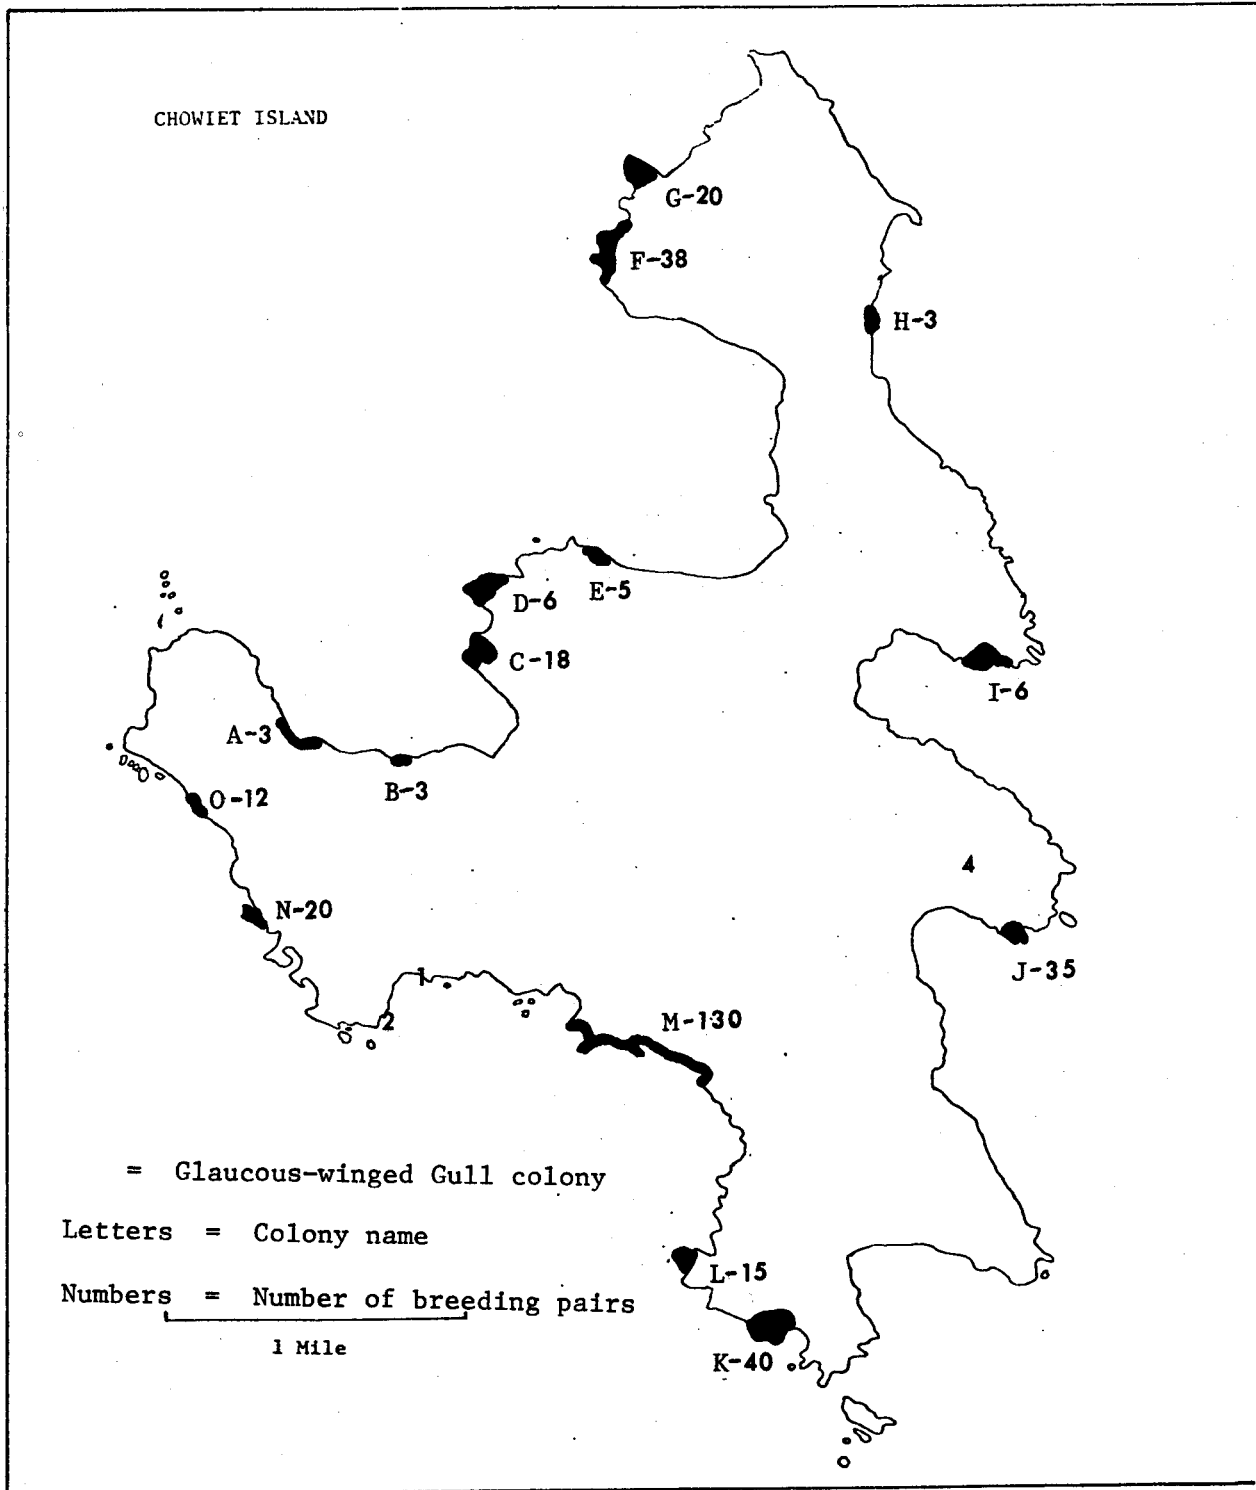 CHOWIET ISLAND
G-20
F-38
H-3
E-5
D-6
C-18
I-6
A-3
B-3
O-12
4
N-20
J-35
1
2
M-130
= Glaucous-winged Gull colony
Letters = Colony name
L-15
Numbers = Number of breeding pairs
1 Mile
K-40